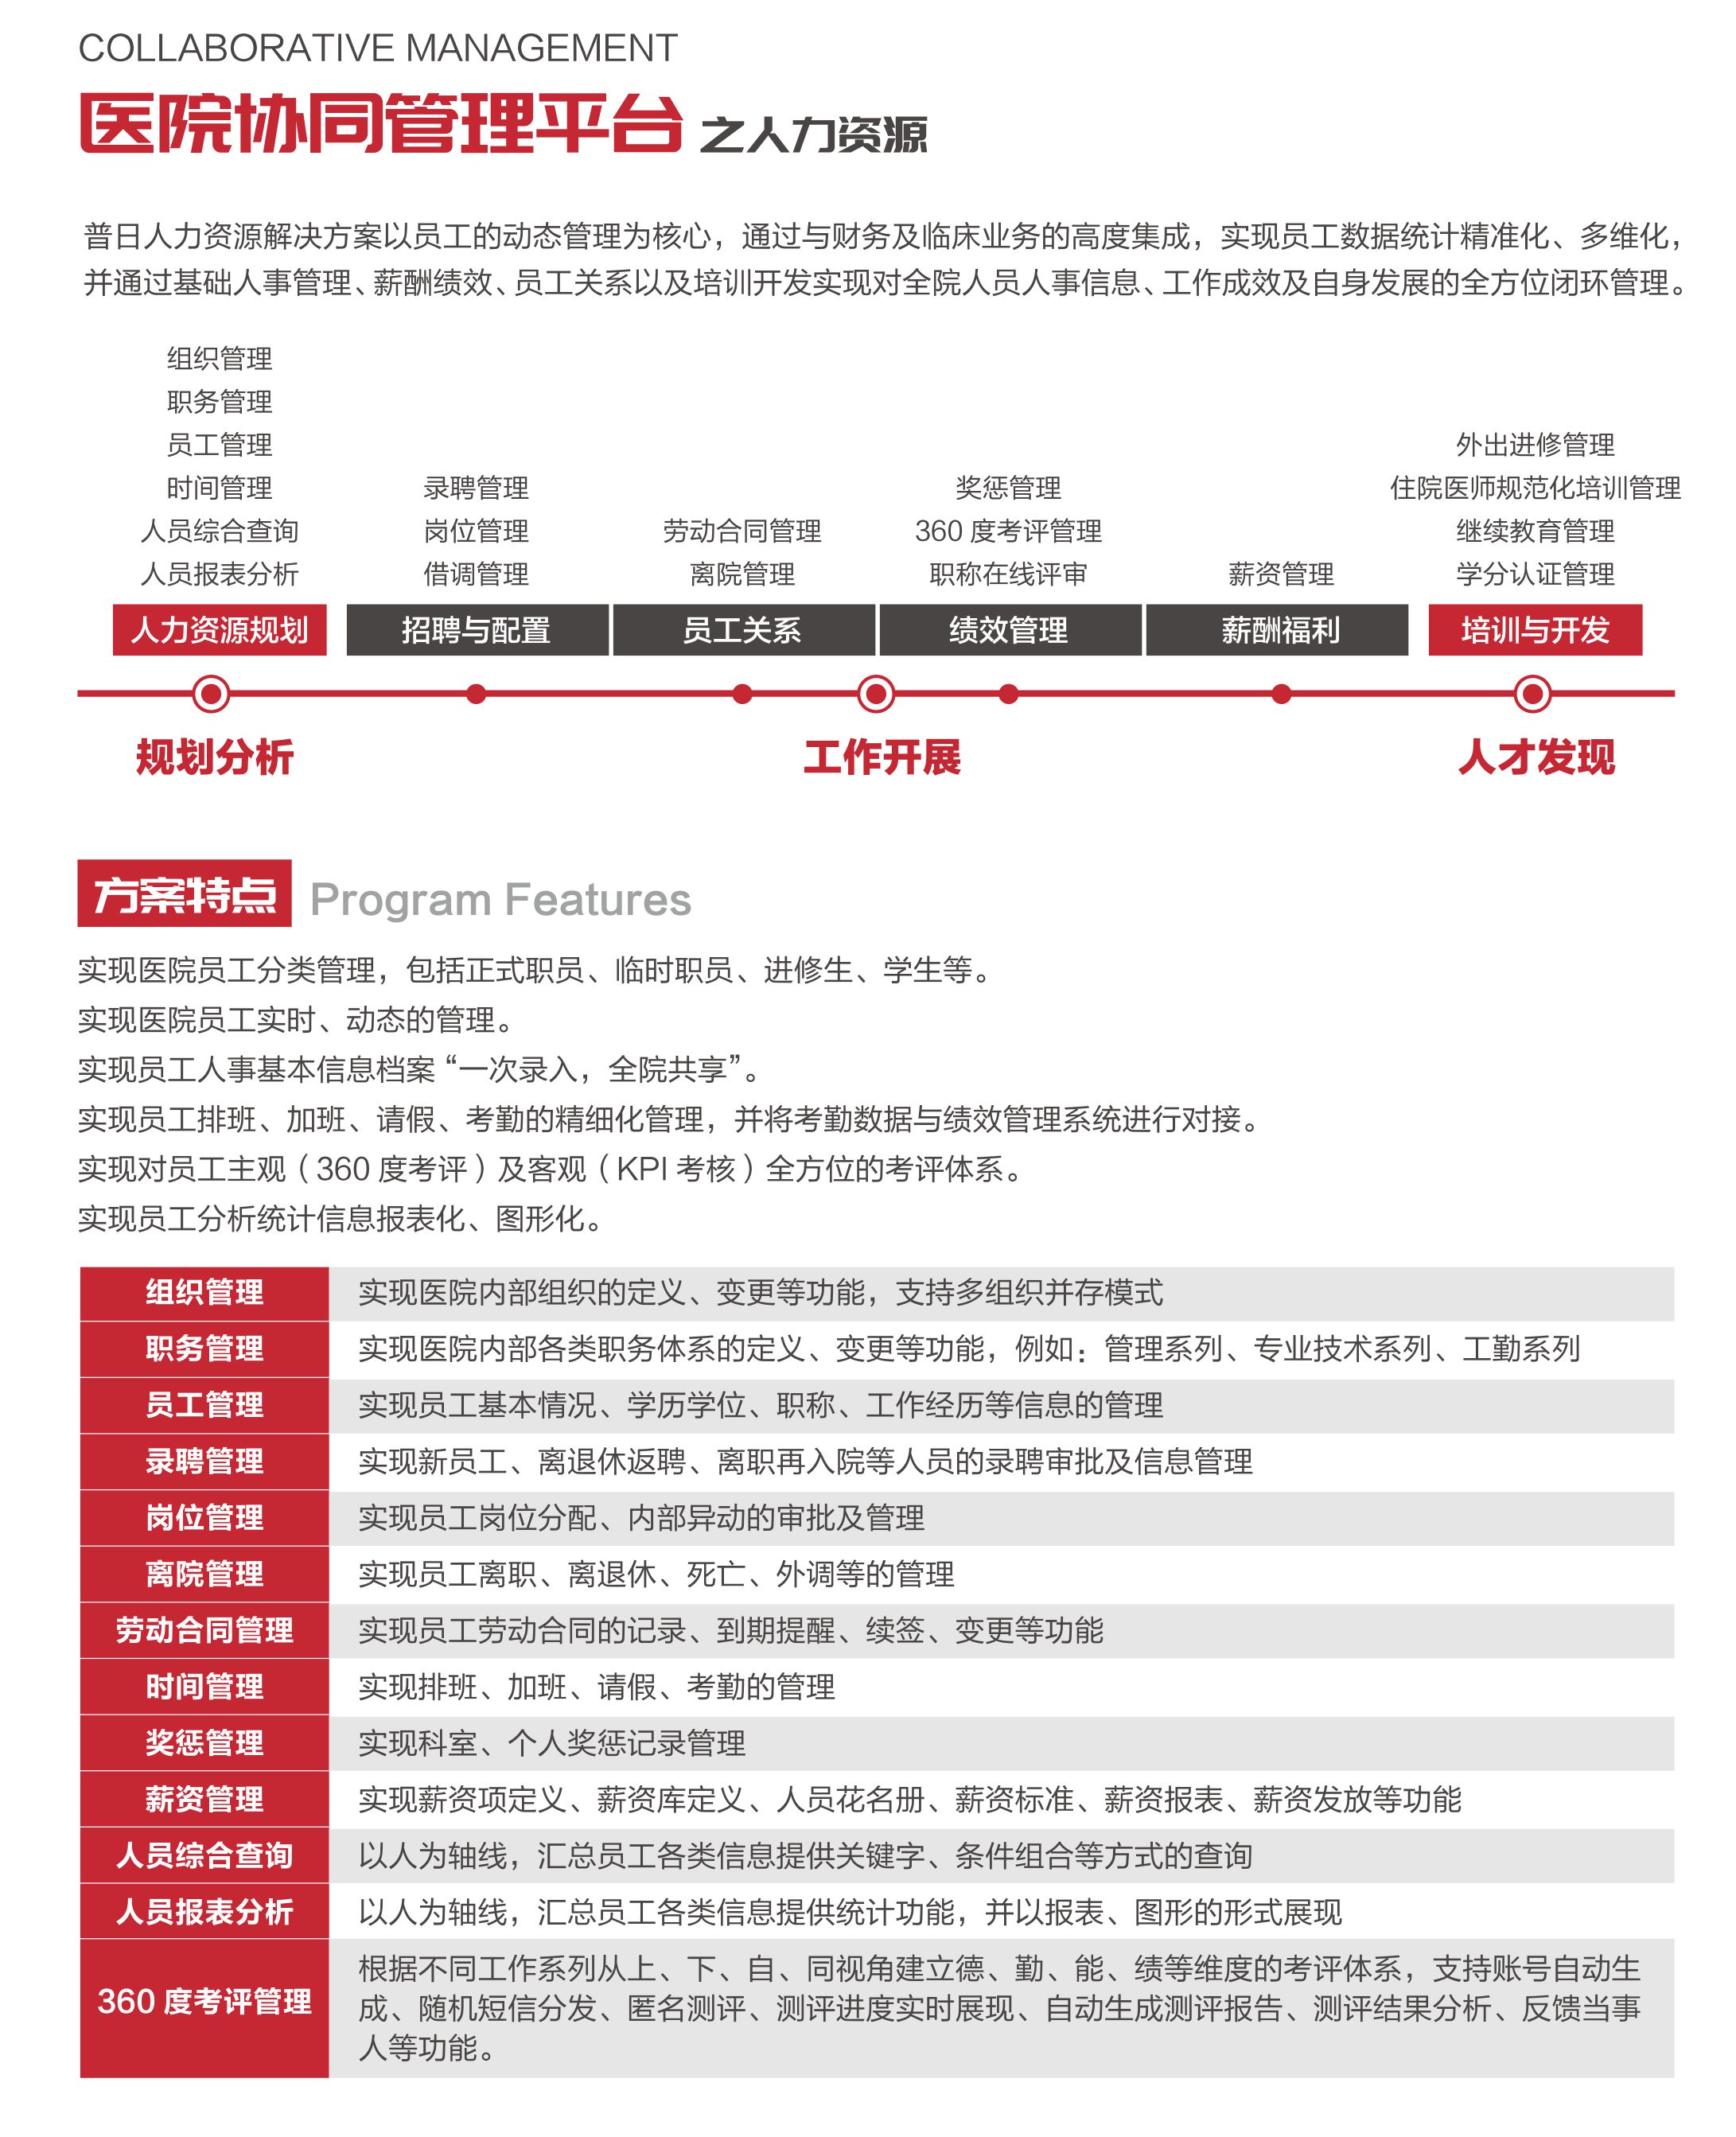 COLLABORATIVE MANAGEMENT
医院协同管理平台 之人力资源
普日人力资源解决方案以员工的动态管理为核心，通过与财务及临床业务的高度集成，实现员工数据统计精准化、多维化，
并通过基础人事管理、薪酬绩效、员工关系以及培训开发实现对全院人员人事信息、工作成效及自身发展的全方位闭环管理。
组织管理
职务管理
员工管理
时间管理
人员综合查询
人员报表分析
人力资源规划
录聘管理
岗位管理
借调管理
招聘与配置
劳动合同管理
离院管理
员工关系
奖惩管理
360 度考评管理
职称在线评审
绩效管理
薪资管理
薪酬福利
外出进修管理
住院医师规范化培训管理
继续教育管理
学分认证管理
培训与开发
规划分析
工作开展
人才发现
方案特点 Program Features
实现医院员工分类管理，包括正式职员、临时职员、进修生、学生等。
实现医院员工实时、动态的管理。
实现员工人事基本信息档案“一次录入，全院共享”。
实现员工排班、加班、请假、考勤的精细化管理，并将考勤数据与绩效管理系统进行对接。
实现对员工主观（360 度考评）及客观（KPI 考核）全方位的考评体系。
实现员工分析统计信息报表化、图形化。
组织管理 实现医院内部组织的定义、变更等功能，支持多组织并存模式
职务管理 实现医院内部各类职务体系的定义、变更等功能，例如：管理系列、专业技术系列、工勤系列
员工管理 实现员工基本情况、学历学位、职称、工作经历等信息的管理
录聘管理 实现新员工、离退休返聘、离职再入院等人员的录聘审批及信息管理
岗位管理 实现员工岗位分配、内部异动的审批及管理
离院管理 实现员工离职、离退休、死亡、外调等的管理
劳动合同管理 实现员工劳动合同的记录、到期提醒、续签、变更等功能
时间管理 实现排班、加班、请假、考勤的管理
奖惩管理 实现科室、个人奖惩记录管理
薪资管理 实现薪资项定义、薪资库定义、人员花名册、薪资标准、薪资报表、薪资发放等功能
人员综合查询 以人为轴线，汇总员工各类信息提供关键字、条件组合等方式的查询
人员报表分析 以人为轴线，汇总员工各类信息提供统计功能，并以报表、图形的形式展现
360 度考评管理
根据不同工作系列从上、下、自、同视角建立德、勤、能、绩等维度的考评体系，支持账号自动生
成、随机短信分发、匿名测评、测评进度实时展现、自动生成测评报告、测评结果分析、反馈当事
人等功能。